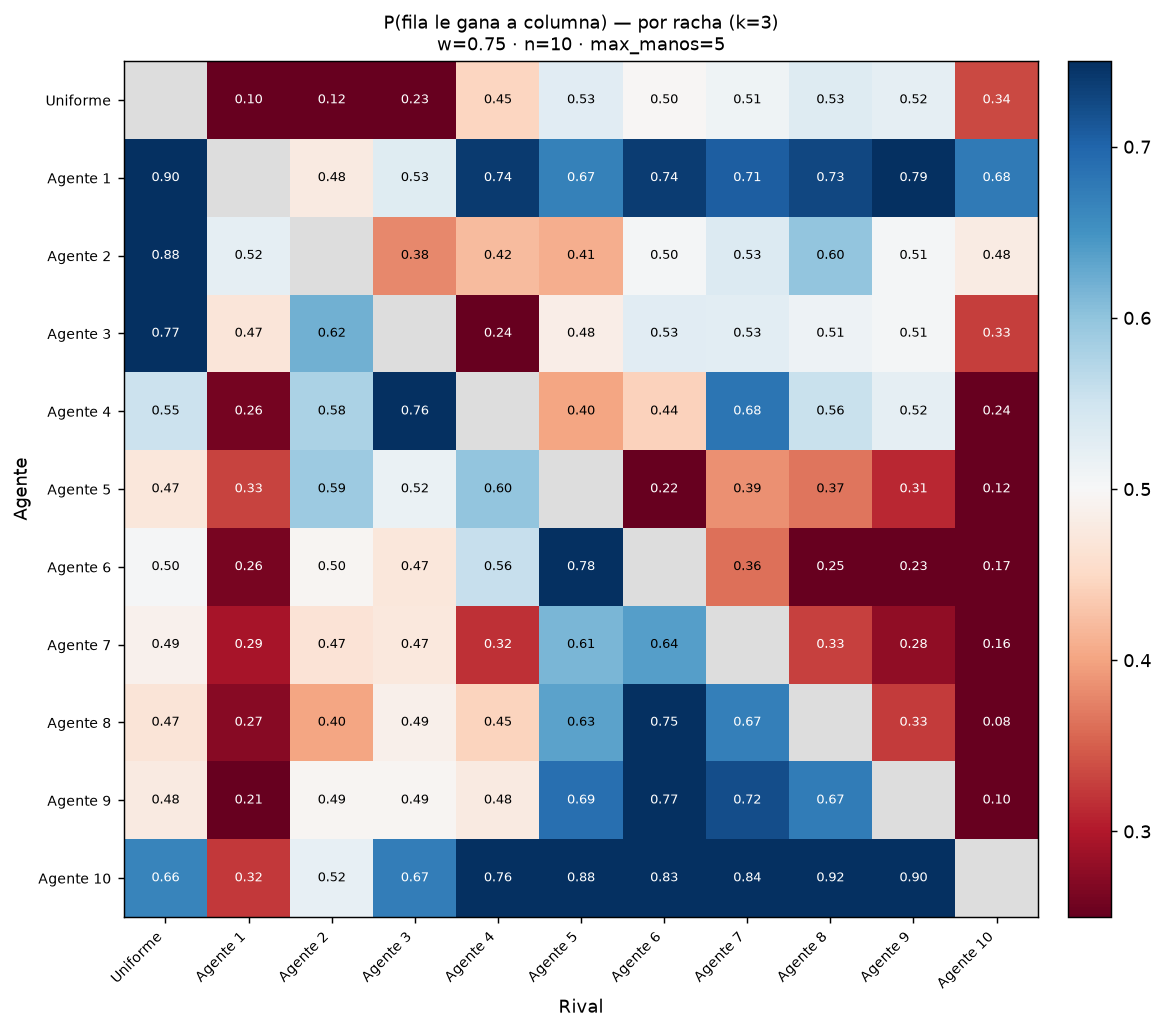 P(fila le gana a columna) — por racha (k=3)
w=0.75 · n=10 · max_manos=5
Uniforme 0.10 0.12 0.23 0.45 0.53 0.50 0.51 0.53 0.52 0.34
Agente 1 0.90 0.48 0.53 0.74 0.67 0.74 0.71 0.73 0.79 0.68
Agente 2 0.88 0.52 0.38 0.42 0.41 0.50 0.53 0.60 0.51 0.48
Agente 3 0.77 0.47 0.62 0.24 0.48 0.53 0.53 0.51 0.51 0.33
Agente 4 0.55 0.26 0.58 0.76 0.40 0.44 0.68 0.56 0.52 0.24
Agente 5 0.47 0.33 0.59 0.52 0.60 0.22 0.39 0.37 0.31 0.12
Agente 6 0.50 0.26 0.50 0.47 0.56 0.78 0.36 0.25 0.23 0.17
Agente 7 0.49 0.29 0.47 0.47 0.32 0.61 0.64 0.33 0.28 0.16
Agente 8 0.47 0.27 0.40 0.49 0.45 0.63 0.75 0.67 0.33 0.08
Agente 9 0.48 0.21 0.49 0.49 0.48 0.69 0.77 0.72 0.67 0.10
Agente 10 0.66 0.32 0.52 0.67 0.76 0.88 0.83 0.84 0.92 0.90
Uniforme Agente 1 Agente 2 Agente 3 Agente 4 Agente 5 Agente 6 Agente 7 Agente 8 Agente 9 Agente 10
Rival
Agente
0.7
0.6
0.5
0.4
0.3